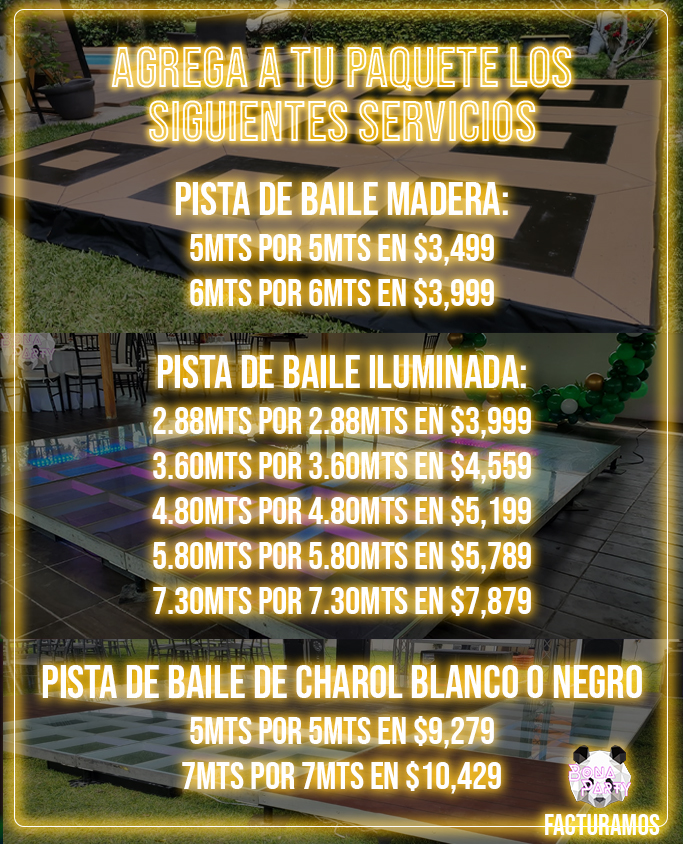 AGREGA A TU PAQUETE LOS
SIGUIENTES SERVICIOS
PISTA DE BAILE MADERA:
5MTS POR 5MTS EN $3,499
6MTS POR 6MTS EN $3,999
PARTY
PISTA DE BAILE ILUMINADA:
2.88MTS POR 2.88MTS EN $3,999
3.60MTS POR 3.60MTS EN $4,559
4.80MTS POR 4.80MTS EN $5,199
5.80MTS POR 5.80MTS EN $5,789
7.30MTS POR 7.30MTS EN $7,879
PISTA DE BAILE DE CHAROL BLANCO O NEGRO
5MTS POR 5MTS EN $9,279
7MTS POR 7MTS EN $10,429
BONA
PARTY
FACTURAMOS